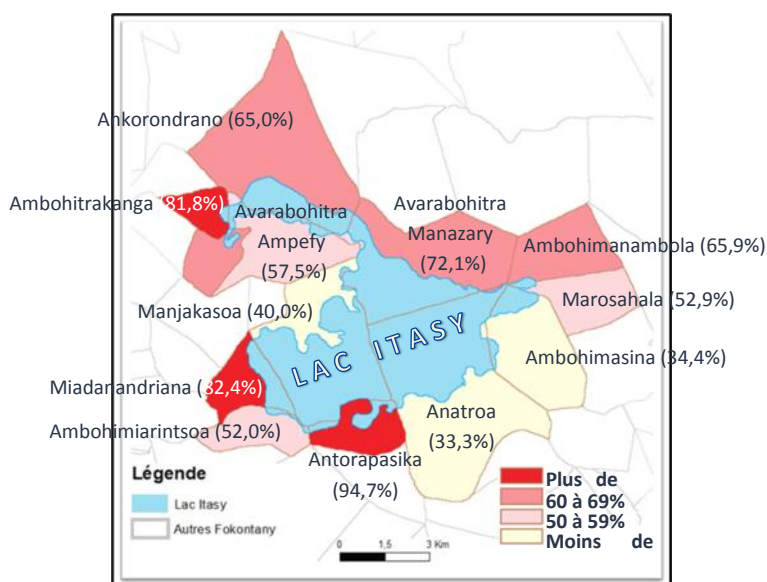 Ankorondrano (65,0%)
Ambohitrakanga (81,8%)
Avarabohitra
Ampefy
(57,5%)
Avarabohitra
Manazary
(72,1%)
Ambohimanambola (65,9%)
Marosahala (52,9%)
Manjakasoa (40,0%)
LAC ITASY
Ambohimasina (34,4%)
Miadanandriana (82,4%)
Anatroa
(33,3%)
Ambohimiarintsoa (52,0%)
Antorapasika
(94,7%)
Légende
Lac Itasy
Autres Fokontany
Plus de
60 à 69%
50 à 59%
Moins de
0 1,5 3 Km